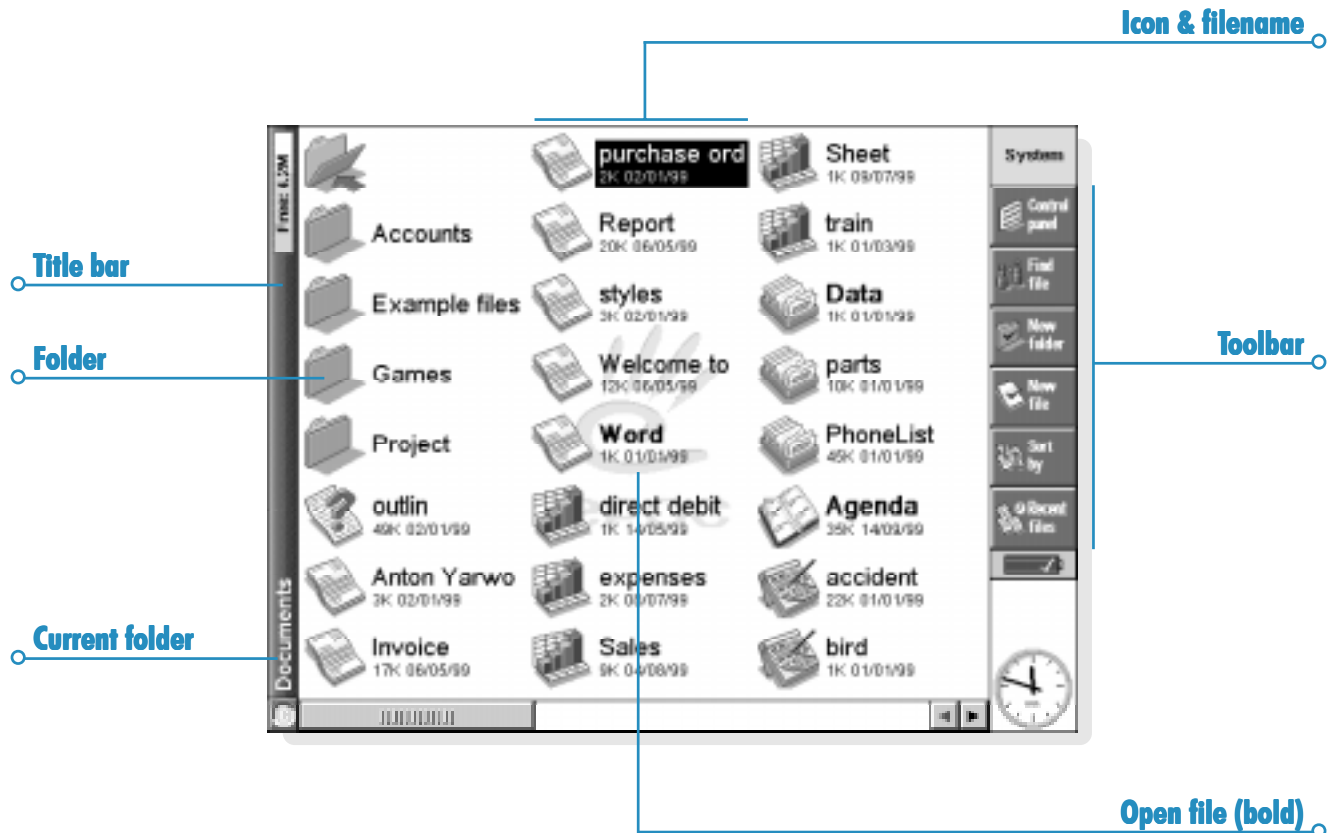 Icon & filename
Title bar
Folder
Current folder
Toolbar
Open file (bold)
Free: 6.2M
Documents
Accounts
Example files
Games
Project
outlin
49K 02/01/99
Anton Yarwo
3K 02/01/99
Invoice
17K 06/05/99
purchase ord
2K 02/01/99
Report
20K 06/05/99
styles
3K 02/01/99
Welcome to
12K 06/05/99
Word
1K 01/01/99
direct debit
1K 14/05/99
expenses
2K
Sales
9K 04/08/99
Sheet
1K 09/07/99
train
1K 01/03/99
Data
1K 01/01/99
parts
10K 01/01/99
PhoneList
45K 01/01/99
Agenda
35K 14/09/99
accident
22K 01/01/99
bird
1K 01/01/99
System
Control
panel
Find
file
New
folder
New
file
Sort
by
Recent
files